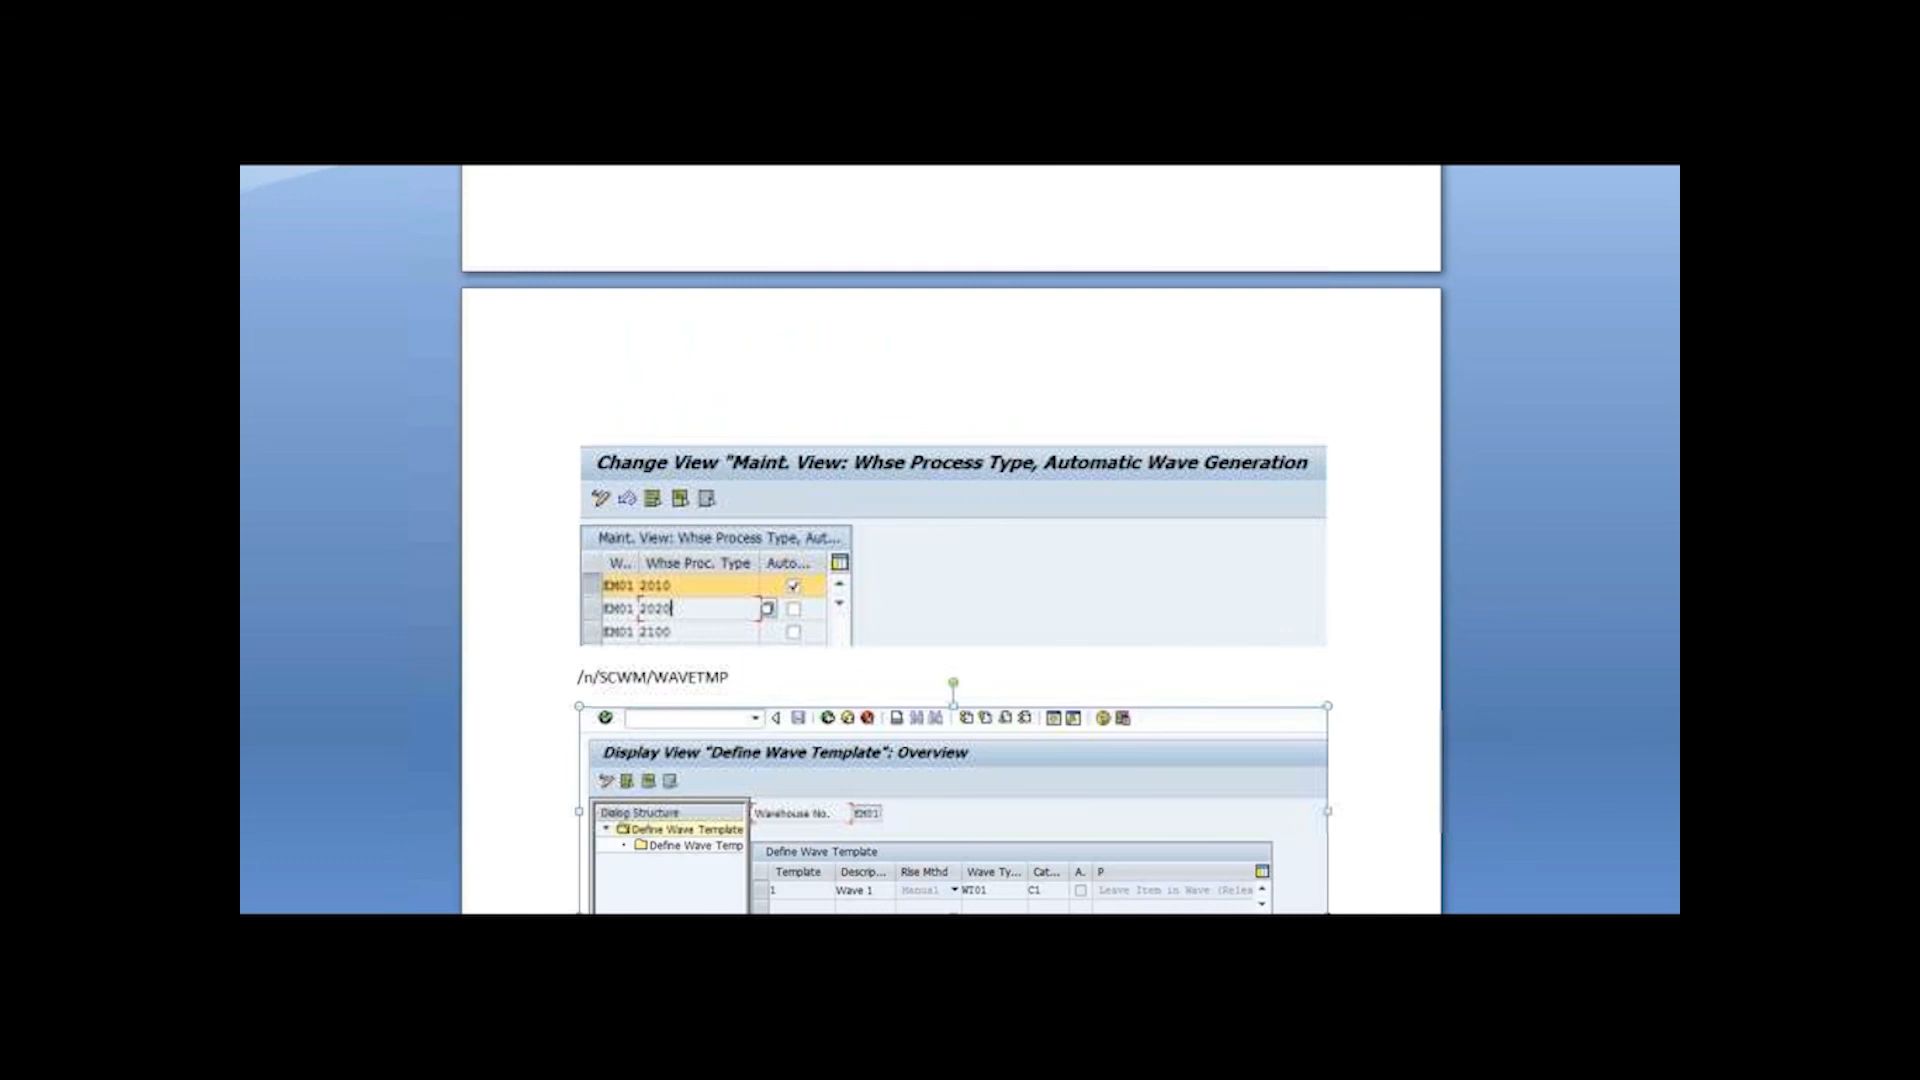 Change View "Maint. View: Whse Process Type, Automatic Wave Generation
Maint. View: Whse Process Type, Aut...
W.. Whse Proc. Type Auto...
EM01 2010
EM01 2020
EM01 2100
/n/SCWM/WAVETMP
Display View "Define Wave Template": Overview
Dialog Structure
Warehouse No. EM01
Define Wave Template
Define Wave Temp
Define Wave Template
Template Descrip... Rlse Mthd Wave Ty... Cat... A. P
1 Wave 1 Manual WT01 C1 Leave Item in Wave (Relea